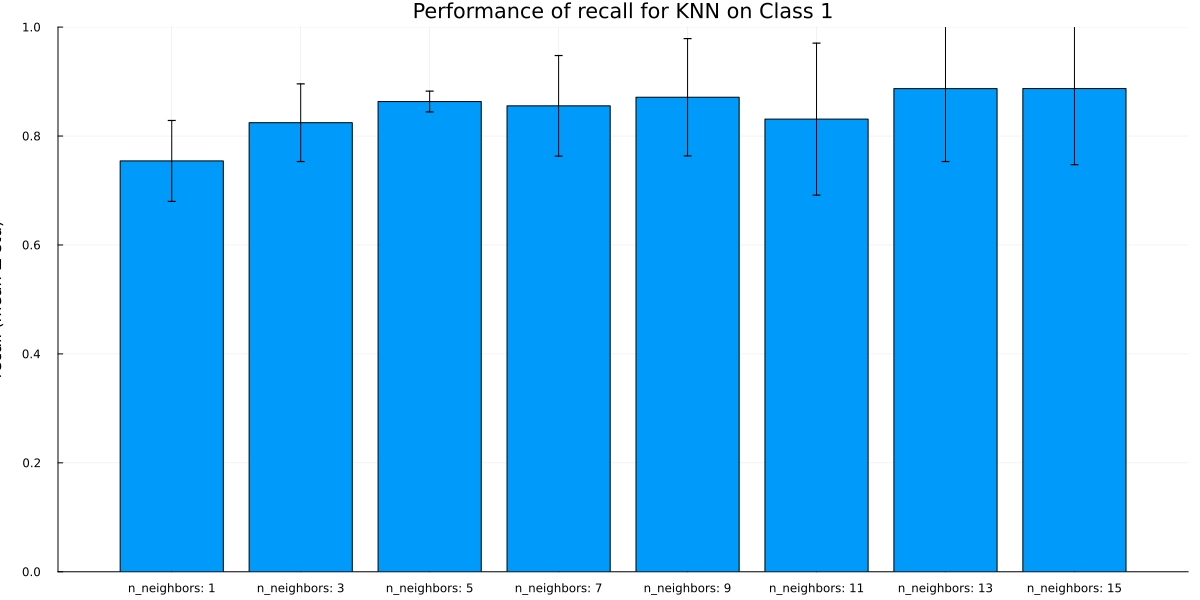 Performance of recall for KNN on Class 1
1.0
0.8
0.6
0.4
0.2
0.0
n_neighbors: 1
n_neighbors: 3
n_neighbors: 5
n_neighbors: 7
n_neighbors: 9
n_neighbors: 11
n_neighbors: 13
n_neighbors: 15